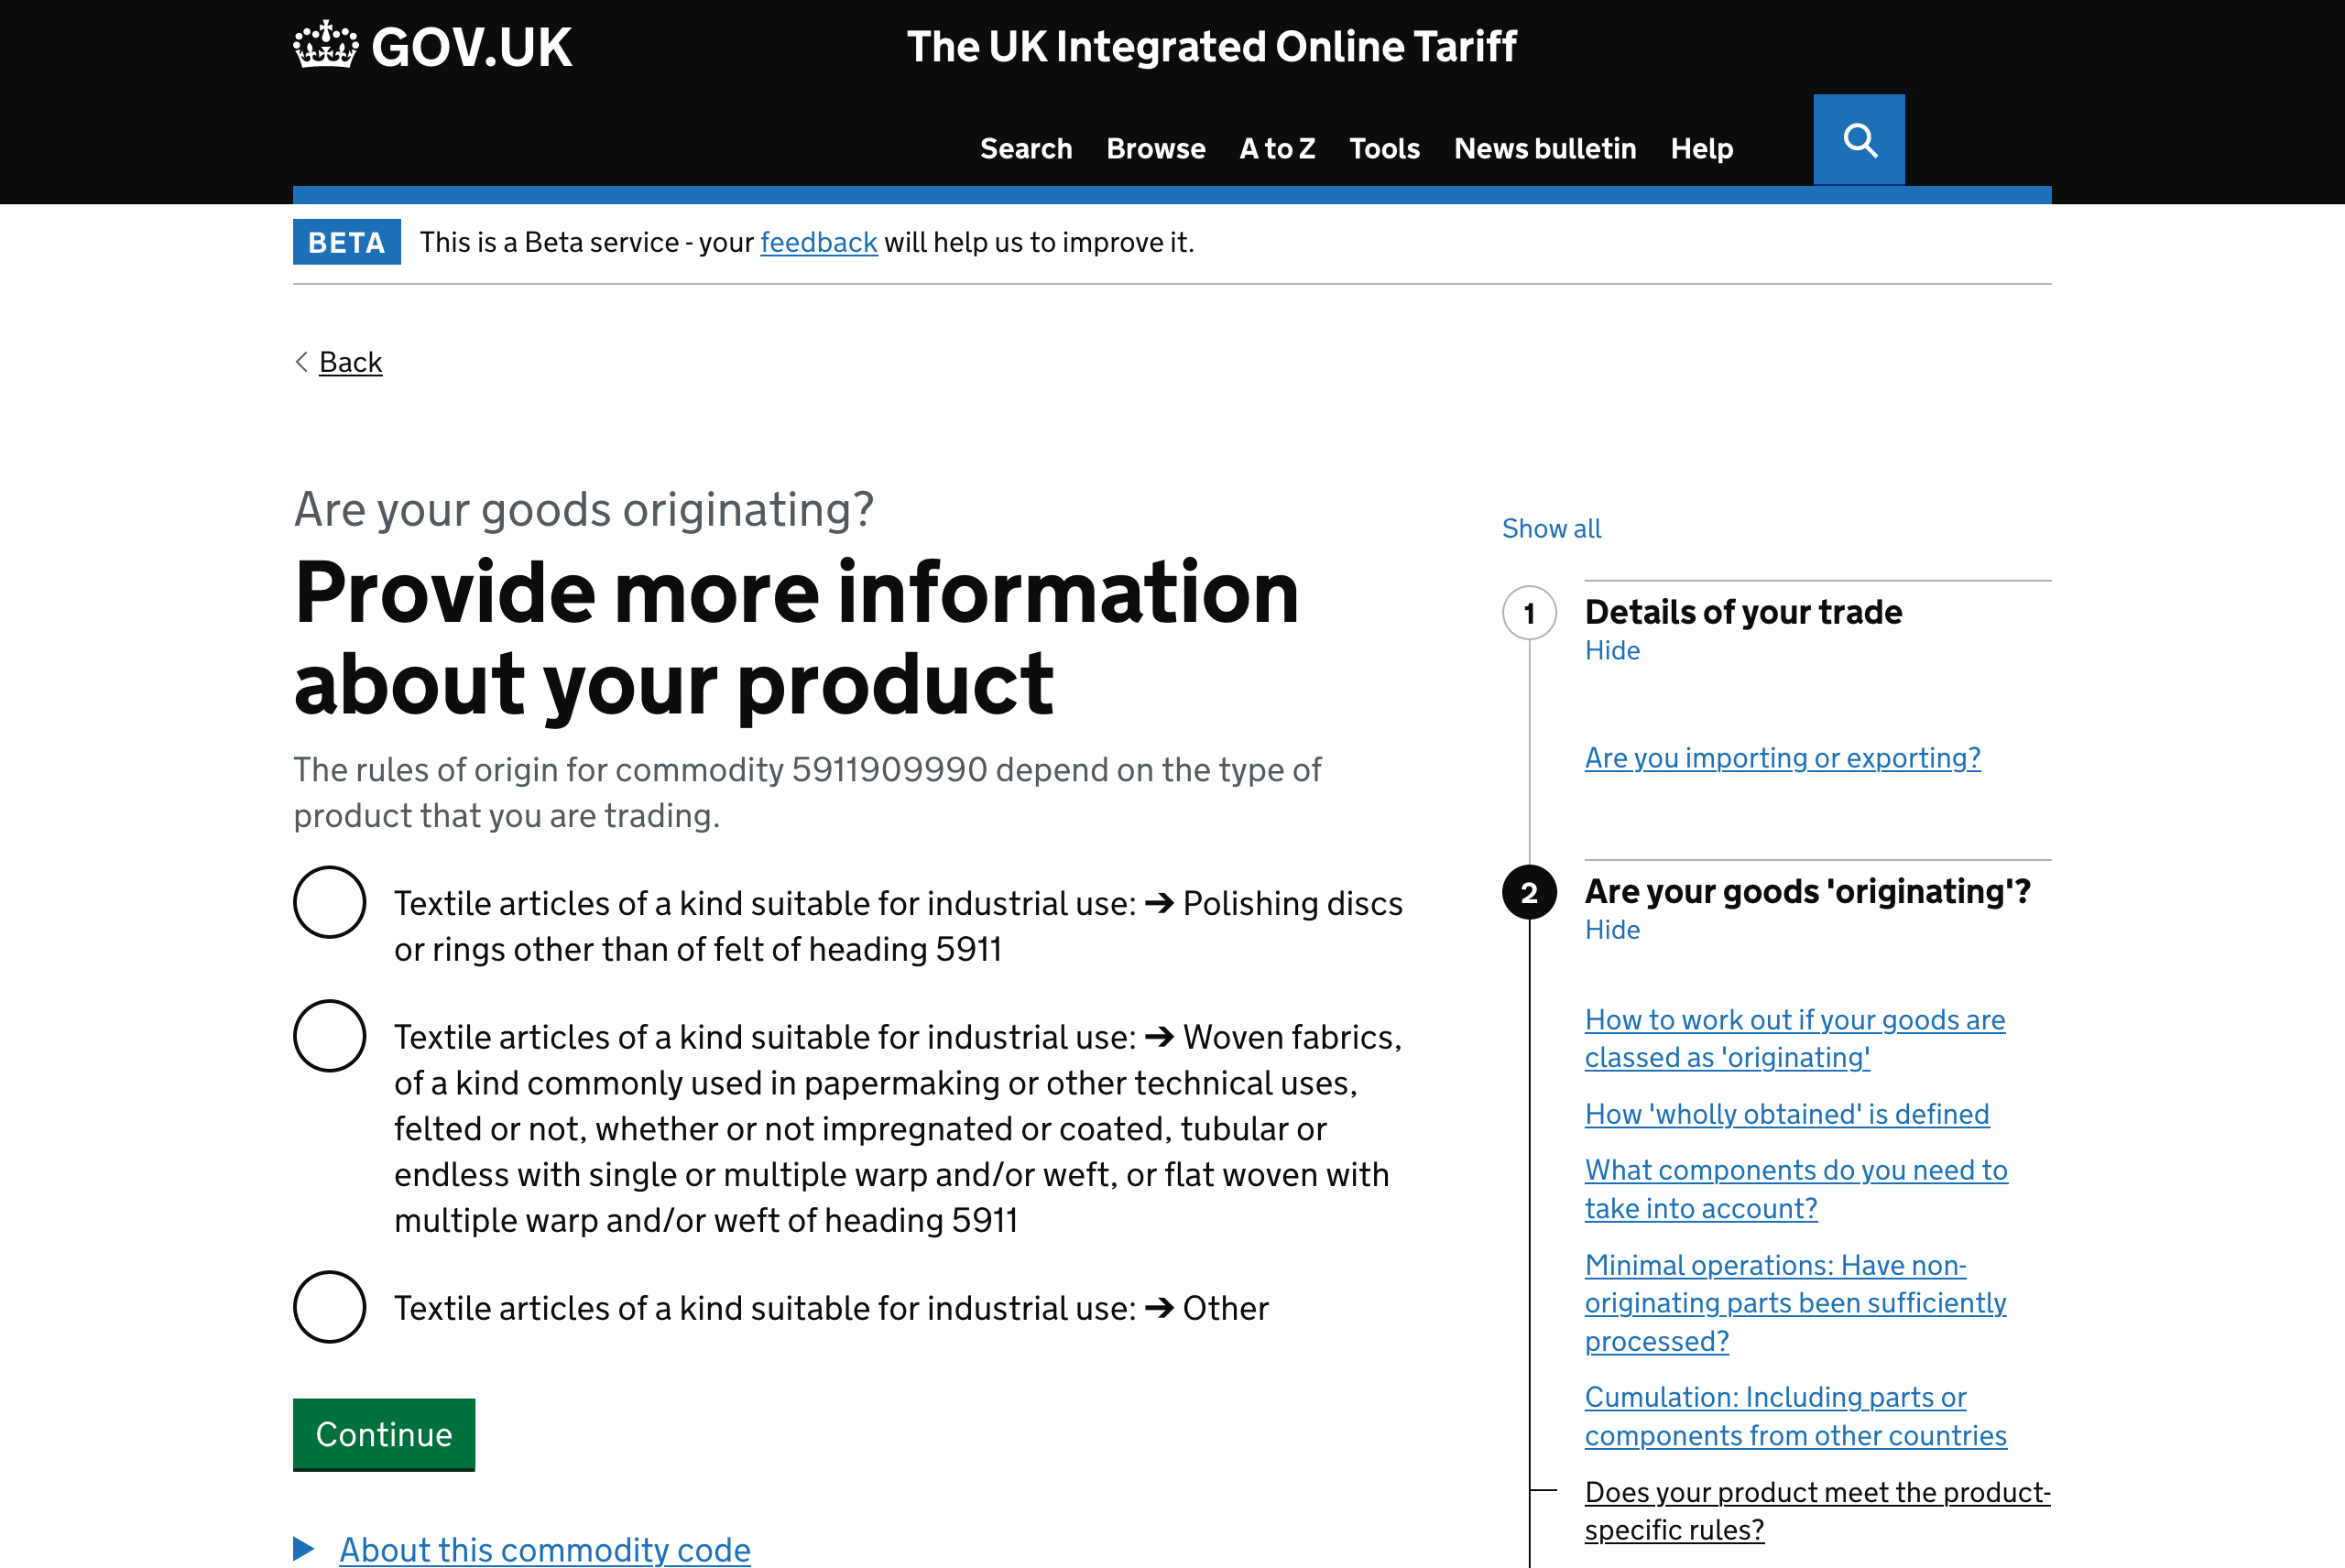 GOV.UK
The UK Integrated Online Tariff
Search Browse A to Z Tools News bulletin Help
BETA This is a Beta service - your feedback will help us to improve it.
Back
Are your goods originating?
Provide more information
about your product
The rules of origin for commodity 5911909990 depend on the type of
product that you are trading.
Textile articles of a kind suitable for industrial use: ➔ Polishing discs
or rings other than of felt of heading 5911
Textile articles of a kind suitable for industrial use: ➔ Woven fabrics,
of a kind commonly used in papermaking or other technical uses,
felted or not, whether or not impregnated or coated, tubular or
endless with single or multiple warp and/or weft, or flat woven with
multiple warp and/or weft of heading 5911
Textile articles of a kind suitable for industrial use: ➔ Other
Continue
About this commodity code
Show all
1 Details of your trade
Hide
Are you importing or exporting?
2 Are your goods 'originating'?
Hide
How to work out if your goods are
classed as 'originating'
How 'wholly obtained' is defined
What components do you need to
take into account?
Minimal operations: Have non-
originating parts been sufficiently
processed?
Cumulation: Including parts or
components from other countries
Does your product meet the product-
specific rules?